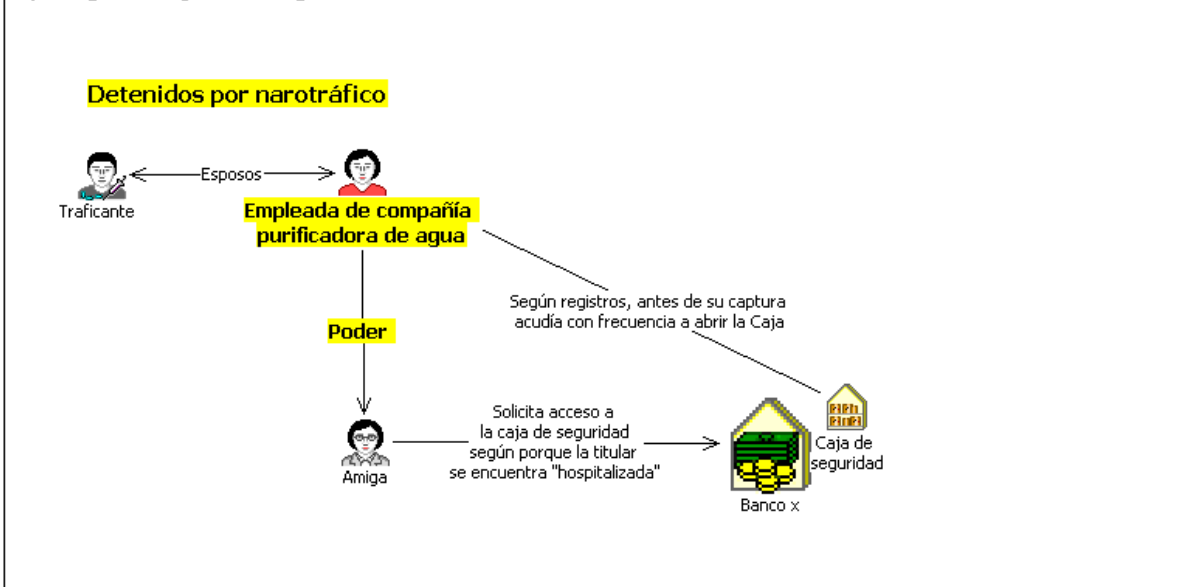 Detenidos por narotráfico
Esposos
Traficante
Empleada de compañía
purificadora de agua
Según registros, antes de su captura
acudía con frecuencia a abrir la Caja
Poder
Solicita acceso a
la caja de seguridad
según porque la titular
se encuentra "hospitalizada"
Amiga
Caja de
seguridad
Banco x